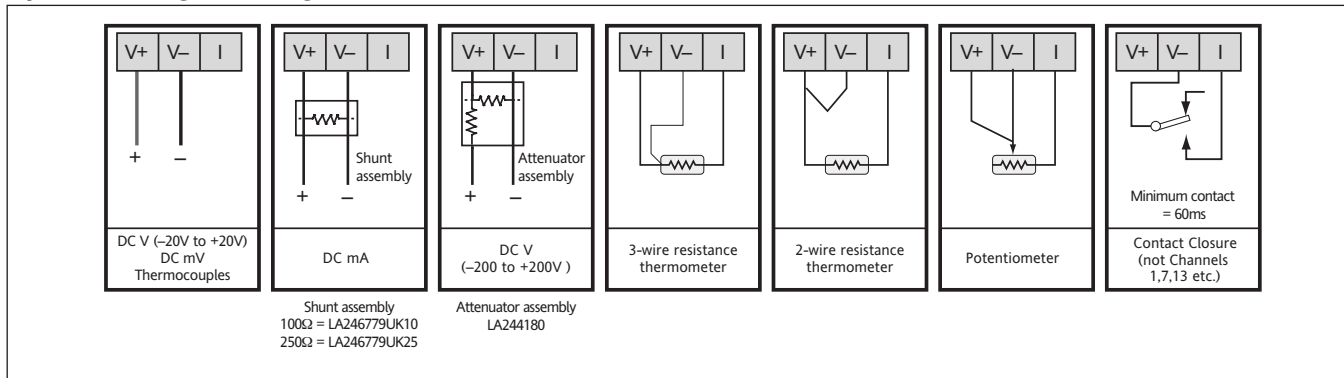 V+ V– I
+ –
DC V (–20V to +20V)
DC mV
Thermocouples
V+ V– I
Shunt
assembly
+ –
DC mA
Shunt assembly
100Ω = LA246779UK10
250Ω = LA246779UK25
V+ V– I
Attenuator
assembly
+ –
DC V
(–200 to +200V )
Attenuator assembly
LA244180
V+ V– I
3-wire resistance
thermometer
V+ V– I
2-wire resistance
thermometer
V+ V– I
Potentiometer
V+ V– I
Minimum contact
= 60ms
Contact Closure
(not Channels
1,7,13 etc.)